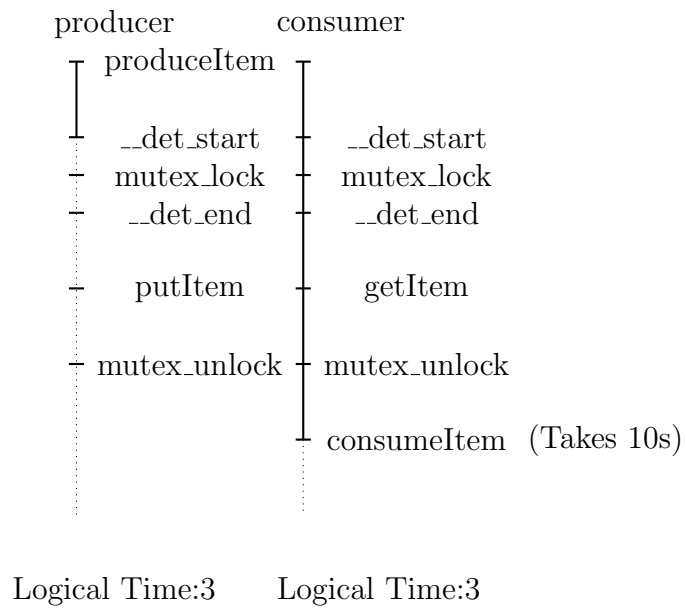 producer consumer
produceItem
__det_start __det_start
mutex_lock mutex_lock
__det_end __det_end
putItem getItem
mutex_unlock mutex_unlock
consumeItem (Takes 10s)
Logical Time:3 Logical Time:3